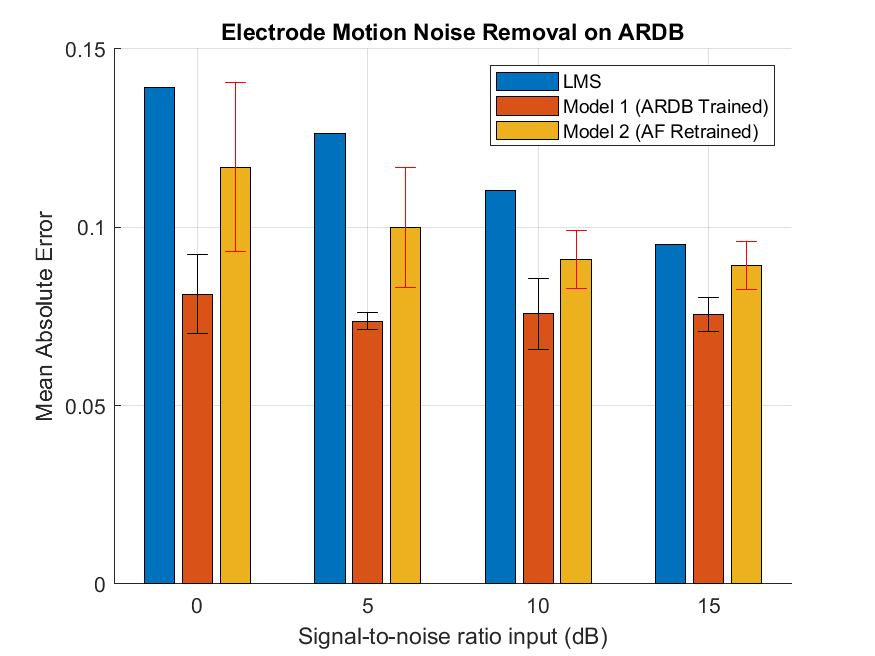 Electrode Motion Noise Removal on ARDB
0.15
0.1
0.05
0
Mean Absolute Error
LMS
Model 1 (ARDB Trained)
Model 2 (AF Retrained)
0 5 10 15
Signal-to-noise ratio input (dB)